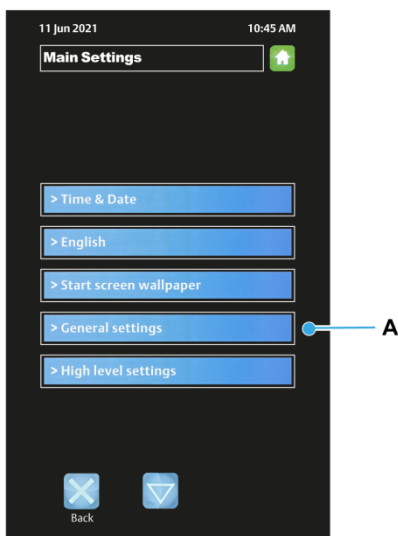 11 Jun 2021 10:45 AM
Main Settings
> Time & Date
> English
> Start screen wallpaper
> General settings
A
> High level settings
Back